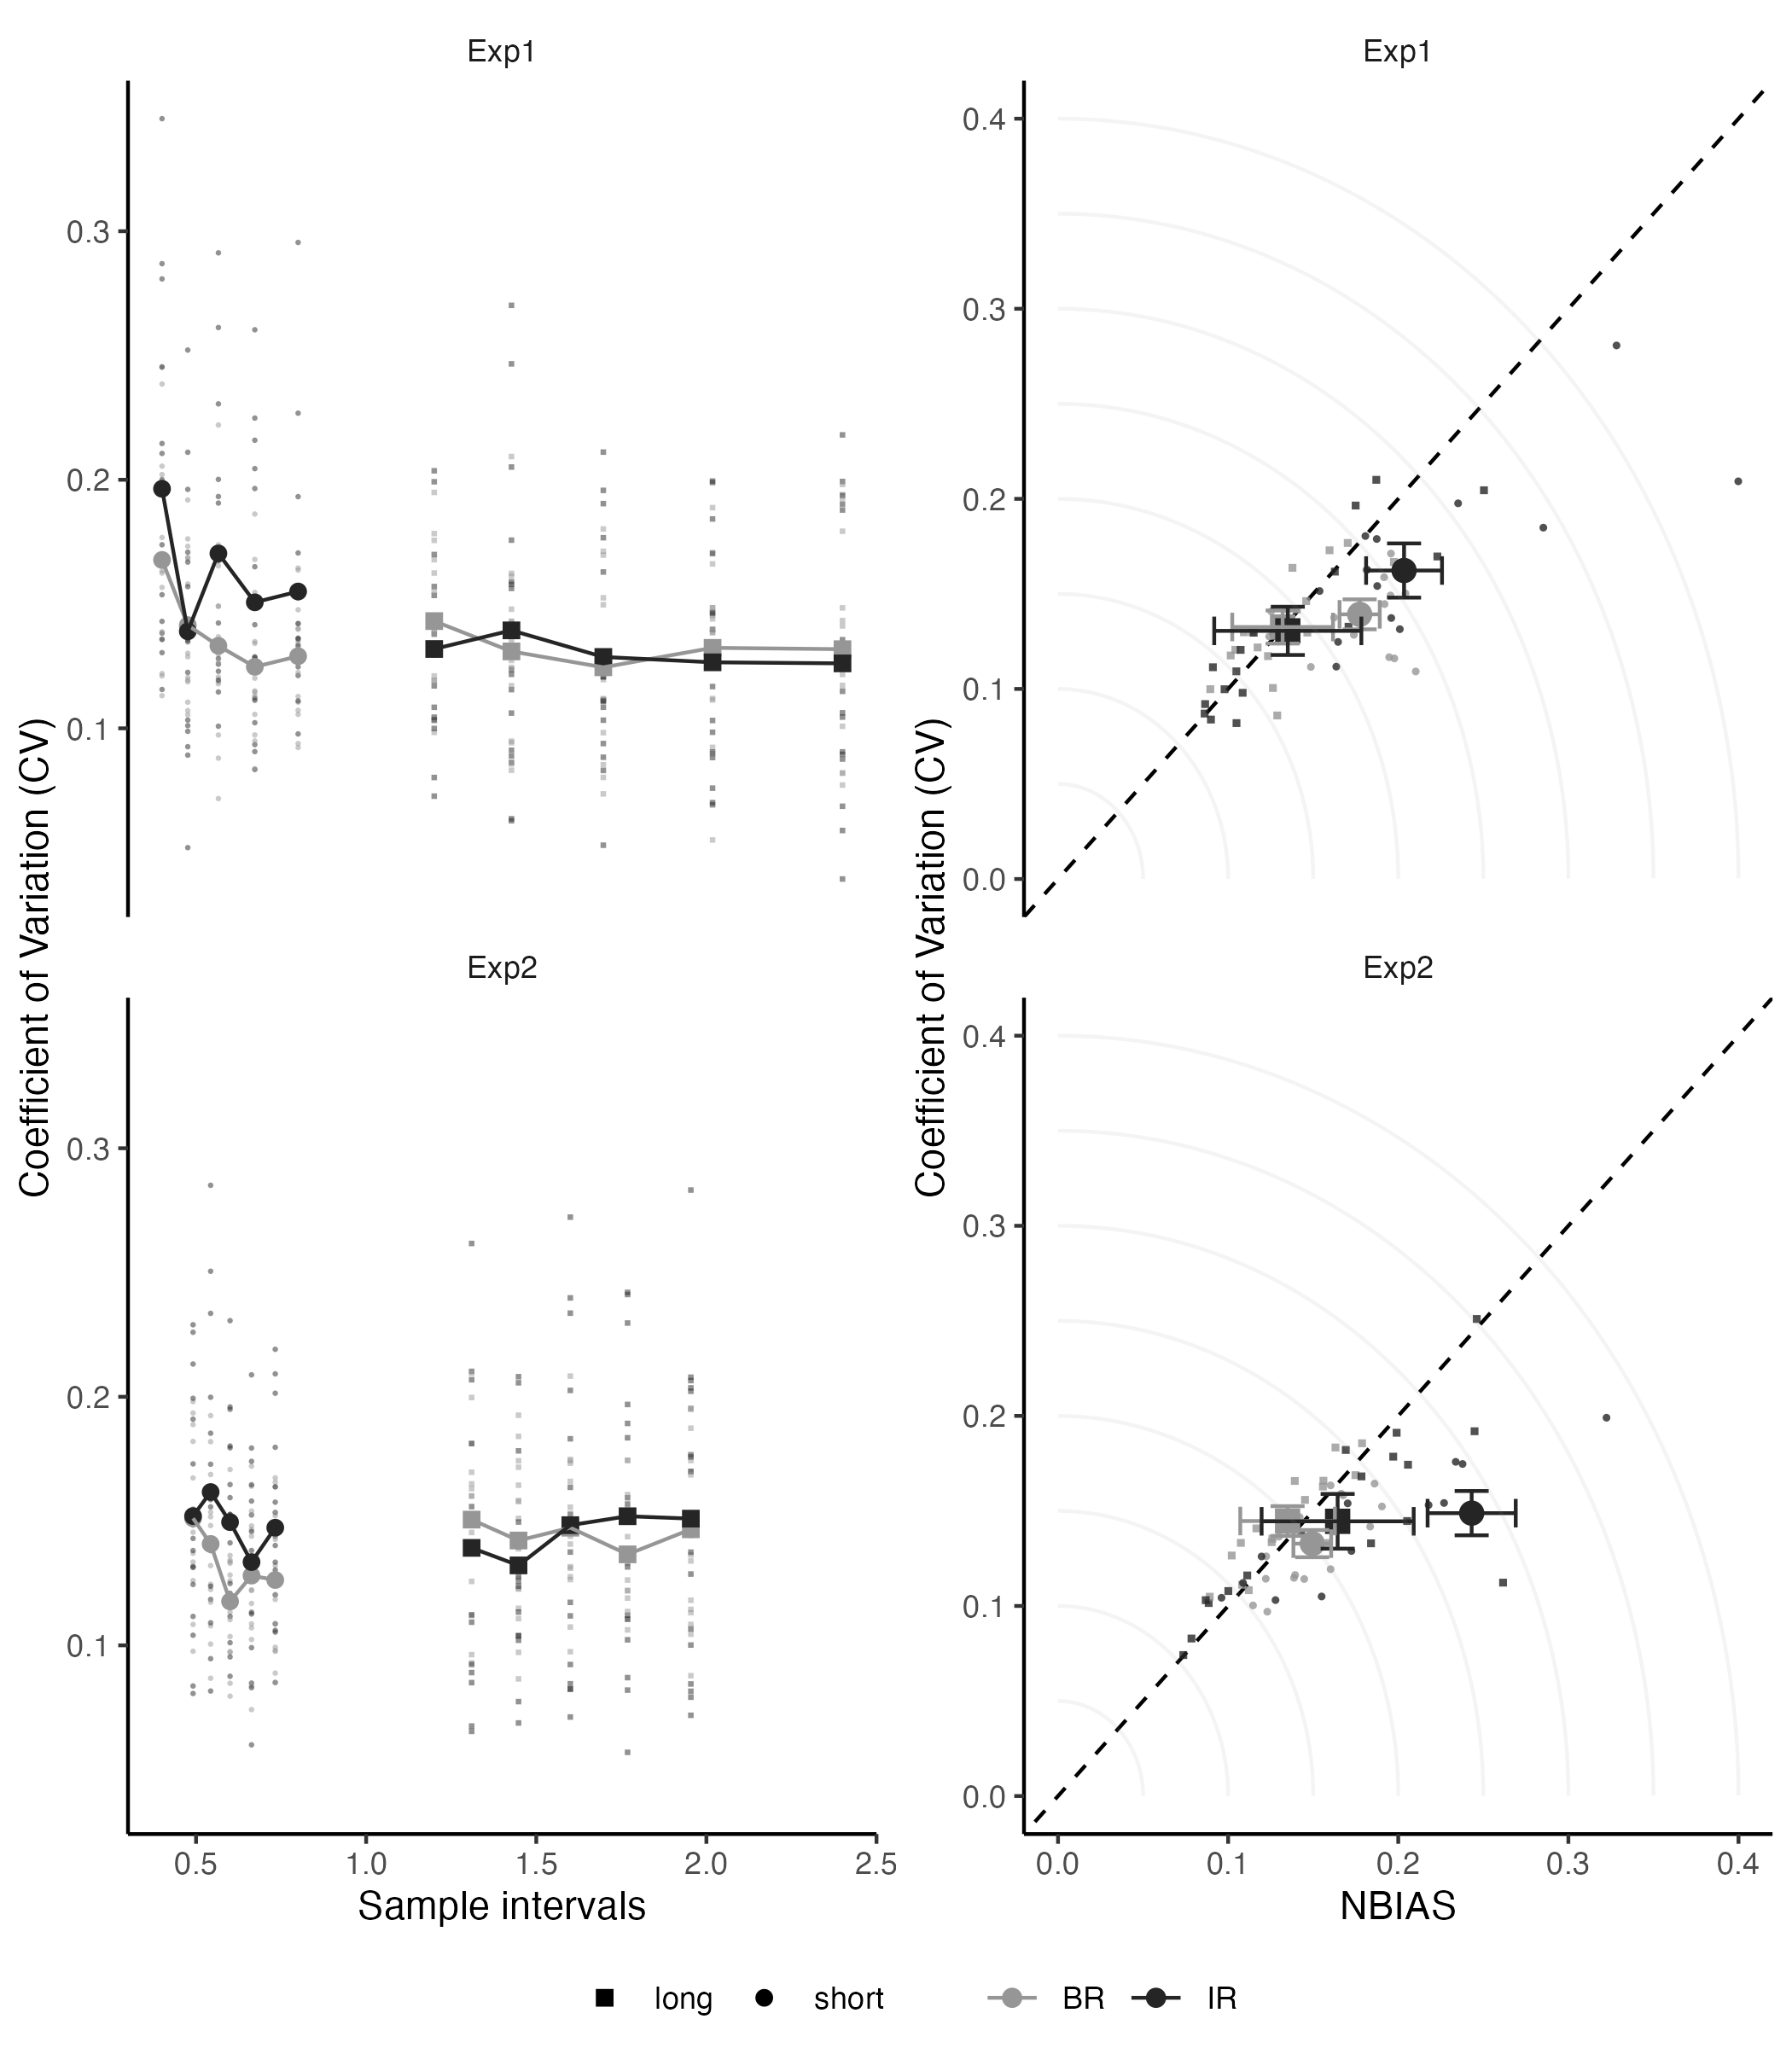 Exp1
Exp1
0.3
0.2
0.1
0.4
0.3
0.2
0.1
0.0
Coefficient of Variation (CV)
Coefficient of Variation (CV)
Exp2
Exp2
0.3
0.2
0.1
0.4
0.3
0.2
0.1
0.0
0.5 1.0 1.5 2.0 2.5
0.0 0.1 0.2 0.3 0.4
Sample intervals
NBIAS
long short BR IR